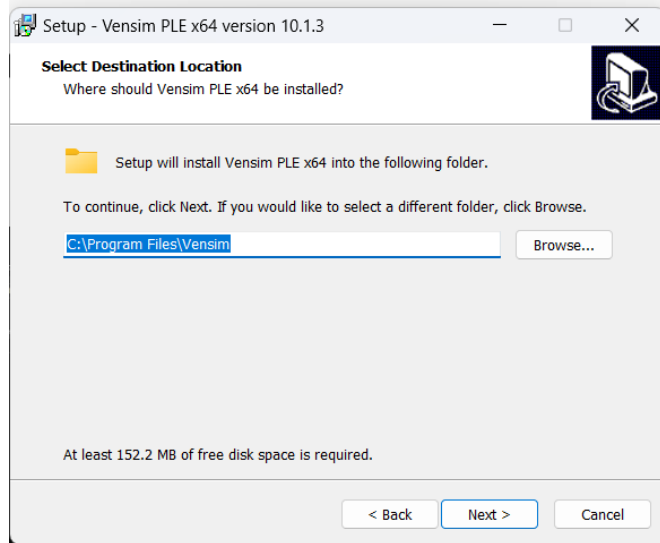 Setup - Vensim PLE x64 version 10.1.3
Select Destination Location
Where should Vensim PLE x64 be installed?
Setup will install Vensim PLE x64 into the following folder.
To continue, click Next. If you would like to select a different folder, click Browse.
C:\Program Files\Vensim
Browse...
At least 152.2 MB of free disk space is required.
< Back
Next >
Cancel